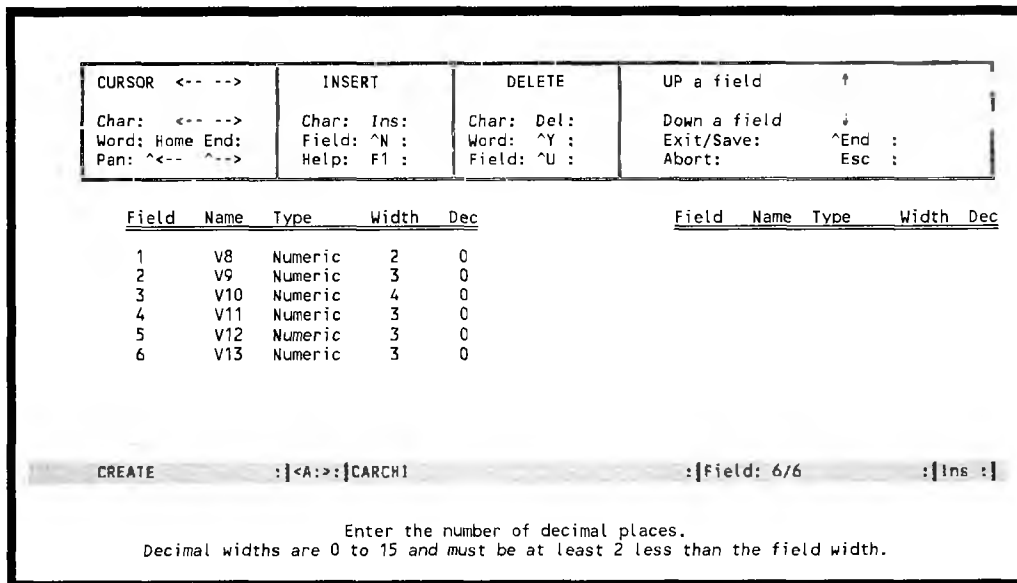 CURSOR <-- --> INSERT DELETE UP a field ↑
Char: <-- --> Char: Ins: Char: Del: Down a field ↓
Word: Home End: Field: ^N : Word: ^Y : Exit/Save: ^End :
Pan: ^<-- ^--> Help: F1 : Field: ^U : Abort: Esc :
Field Name Type Width Dec Field Name Type Width Dec
1 V8 Numeric 2 0
2 V9 Numeric 3 0
3 V10 Numeric 4 0
4 V11 Numeric 3 0
5 V12 Numeric 3 0
6 V13 Numeric 3 0
CREATE :|<A:>:|CARCHI :|Field: 6/6 :|Ins :|
Enter the number of decimal places.
Decimal widths are 0 to 15 and must be at least 2 less than the field width.